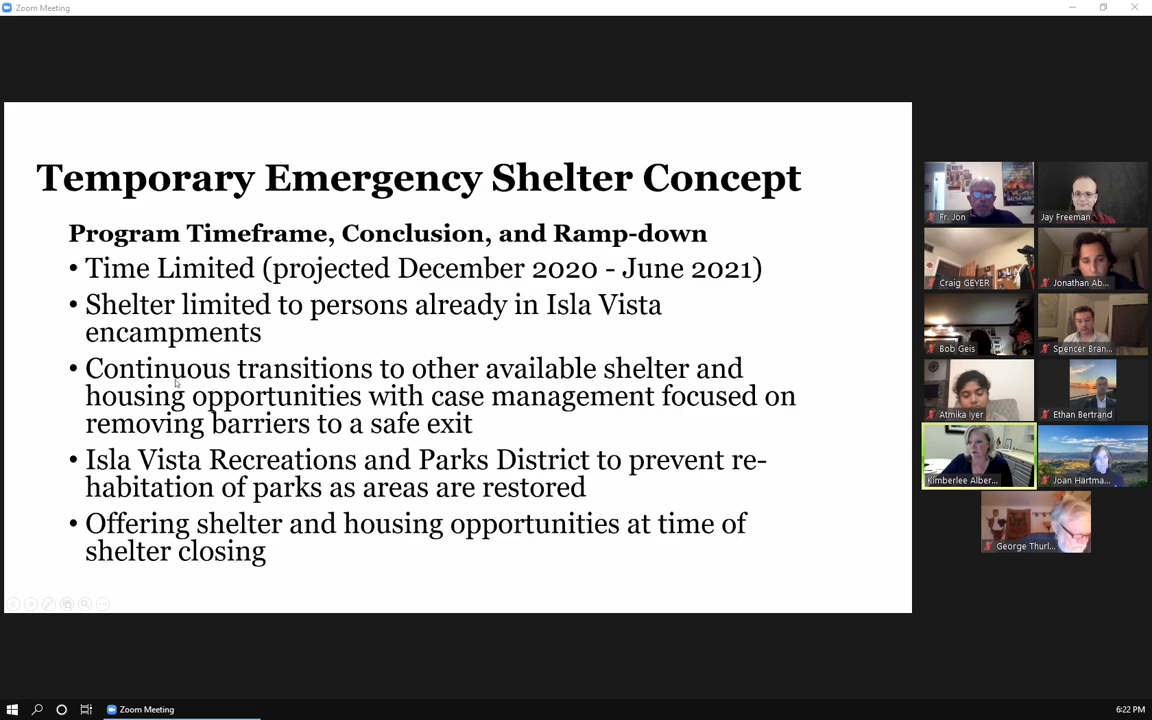 Zoom Meeting
Temporary Emergency Shelter Concept
Program Timeframe, Conclusion, and Ramp-down
• Time Limited (projected December 2020 - June 2021)
• Shelter limited to persons already in Isla Vista
encampments
• Continuous transitions to other available shelter and
housing opportunities with case management focused on
removing barriers to a safe exit
• Isla Vista Recreations and Parks District to prevent re-
habitation of parks as areas are restored
• Offering shelter and housing opportunities at time of
shelter closing
Fr. Jon
Jay Freeman
Craig GEYER
Jonathan Ab...
Bob Geis
Spencer Bran...
Atmika Iyer
Ethan Bertrand
Kimberlee Alber...
Joan Hartma...
George Thurl...
Zoom Meeting
6:22 PM